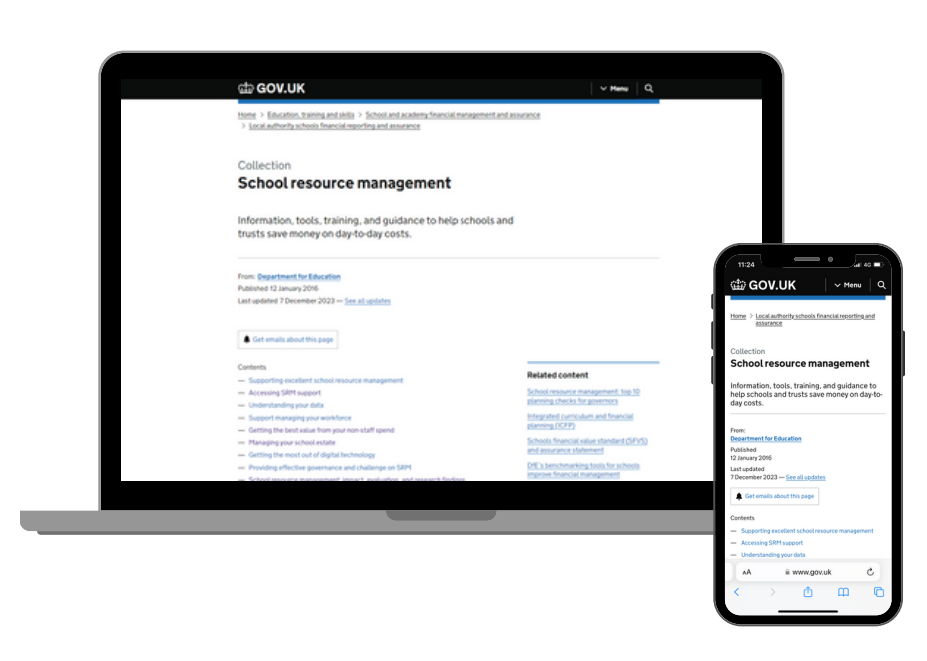 GOV.UK
Menu
Home > Education, training and skills > School and academy financial management and assurance
> Local authority schools financial reporting and assurance
Collection
School resource management
Information, tools, training, and guidance to help schools and
trusts save money on day-to-day costs.
From: Department for Education
Published 12 January 2016
Last updated 7 December 2023 — See all updates
Get emails about this page
Contents
— Supporting excellent school resource management
— Accessing SRM support
— Understanding your data
— Support managing your workforce
— Getting the best value from your non-staff spend
— Managing your school estate
— Getting the most out of digital technology
— Providing effective governance and challenge on SRM
— School resource management: impact, evaluation, and research findings
Related content
School resource management: top 10
planning checks for governors
Integrated curriculum and financial
planning (ICFP)
Schools financial value standard (SFVS)
and assurance statement
DfE's benchmarking tools for schools
improve financial management
11:24
4G
GOV.UK
Menu
Home > Local authority schools financial reporting and
assurance
Collection
School resource management
Information, tools, training, and guidance to
help schools and trusts save money on day-to-
day costs.
From:
Department for Education
Published
12 January 2016
Last updated
7 December 2023 — See all updates
Get emails about this page
Contents
— Supporting excellent school resource management
— Accessing SRM support
— Understanding your data
AA
www.gov.uk